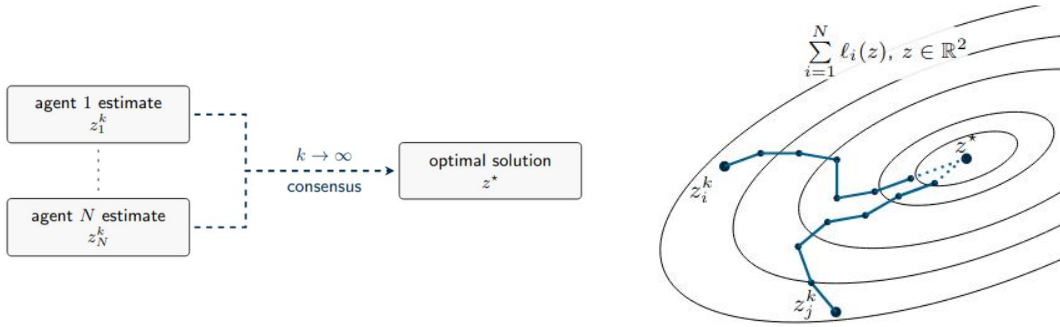 agent 1 estimate
z_1^k
agent N estimate
z_N^k
k → ∞
consensus
optimal solution
z^⋆
∑_{i=1}^{N} ℓ_i(z), z ∈ ℝ^2
z^⋆
z_i^k
z_j^k